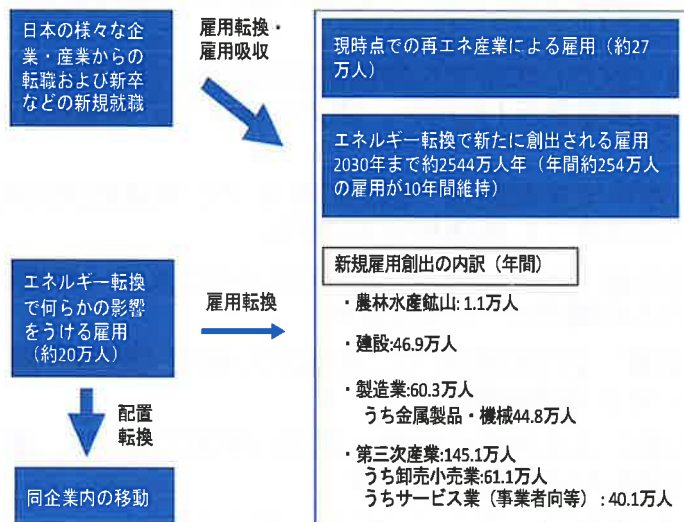 日本の様々な企
業・産業からの
転職および新卒
などの新規就職
雇用転換・
雇用吸収
現時点での再エネ産業による雇用（約27
万人）
エネルギー転換で新たに創出される雇用
2030年まで約2544万人年（年間約254万人
の雇用が10年間維持）
エネルギー転換
で何らかの影響
をうける雇用
（約20万人）
雇用転換
配置
転換
同企業内の移動
新規雇用創出の内訳（年間）
・農林水産鉱山: 1.1万人
・建設:46.9万人
・製造業:60.3万人
うち金属製品・機械44.8万人
・第三次産業:145.1万人
うち卸売小売業:61.1万人
うちサービス業（事業者向等）: 40.1万人